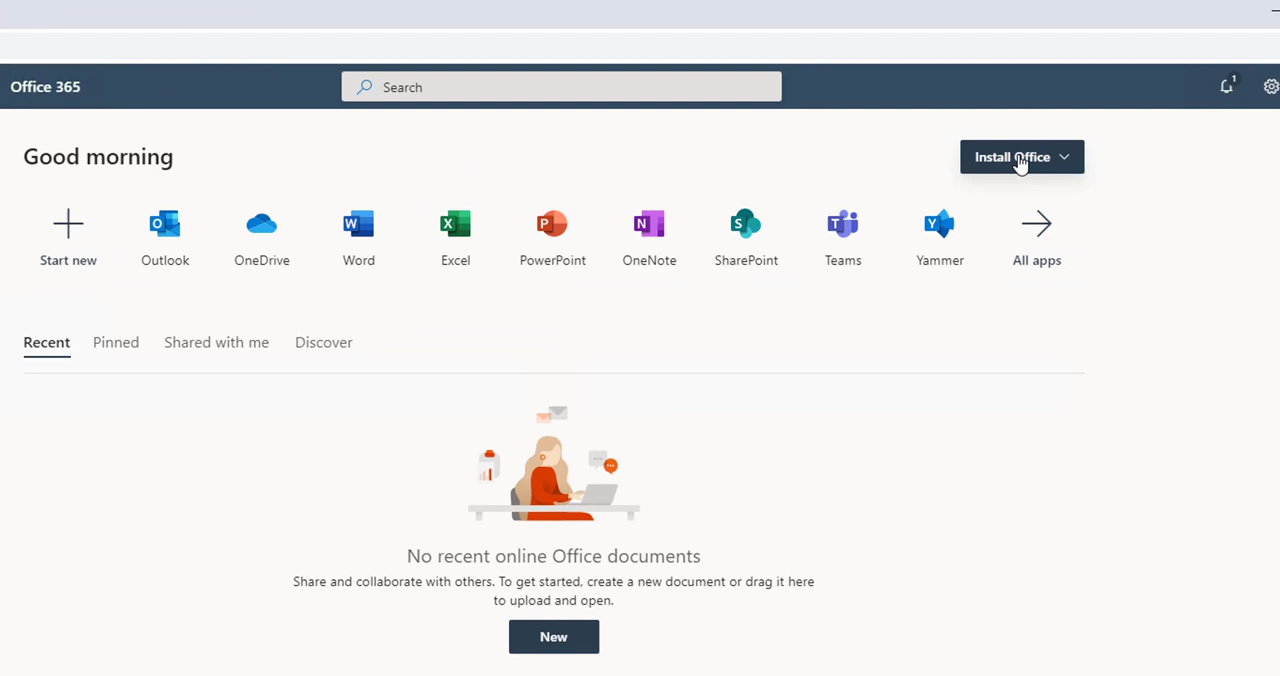 Office 365
Search
1
Good morning
Install Office
Start new
Outlook
OneDrive
Word
Excel
PowerPoint
OneNote
SharePoint
Teams
Yammer
All apps
Recent
Pinned
Shared with me
Discover
No recent online Office documents
Share and collaborate with others. To get started, create a new document or drag it here
to upload and open.
New